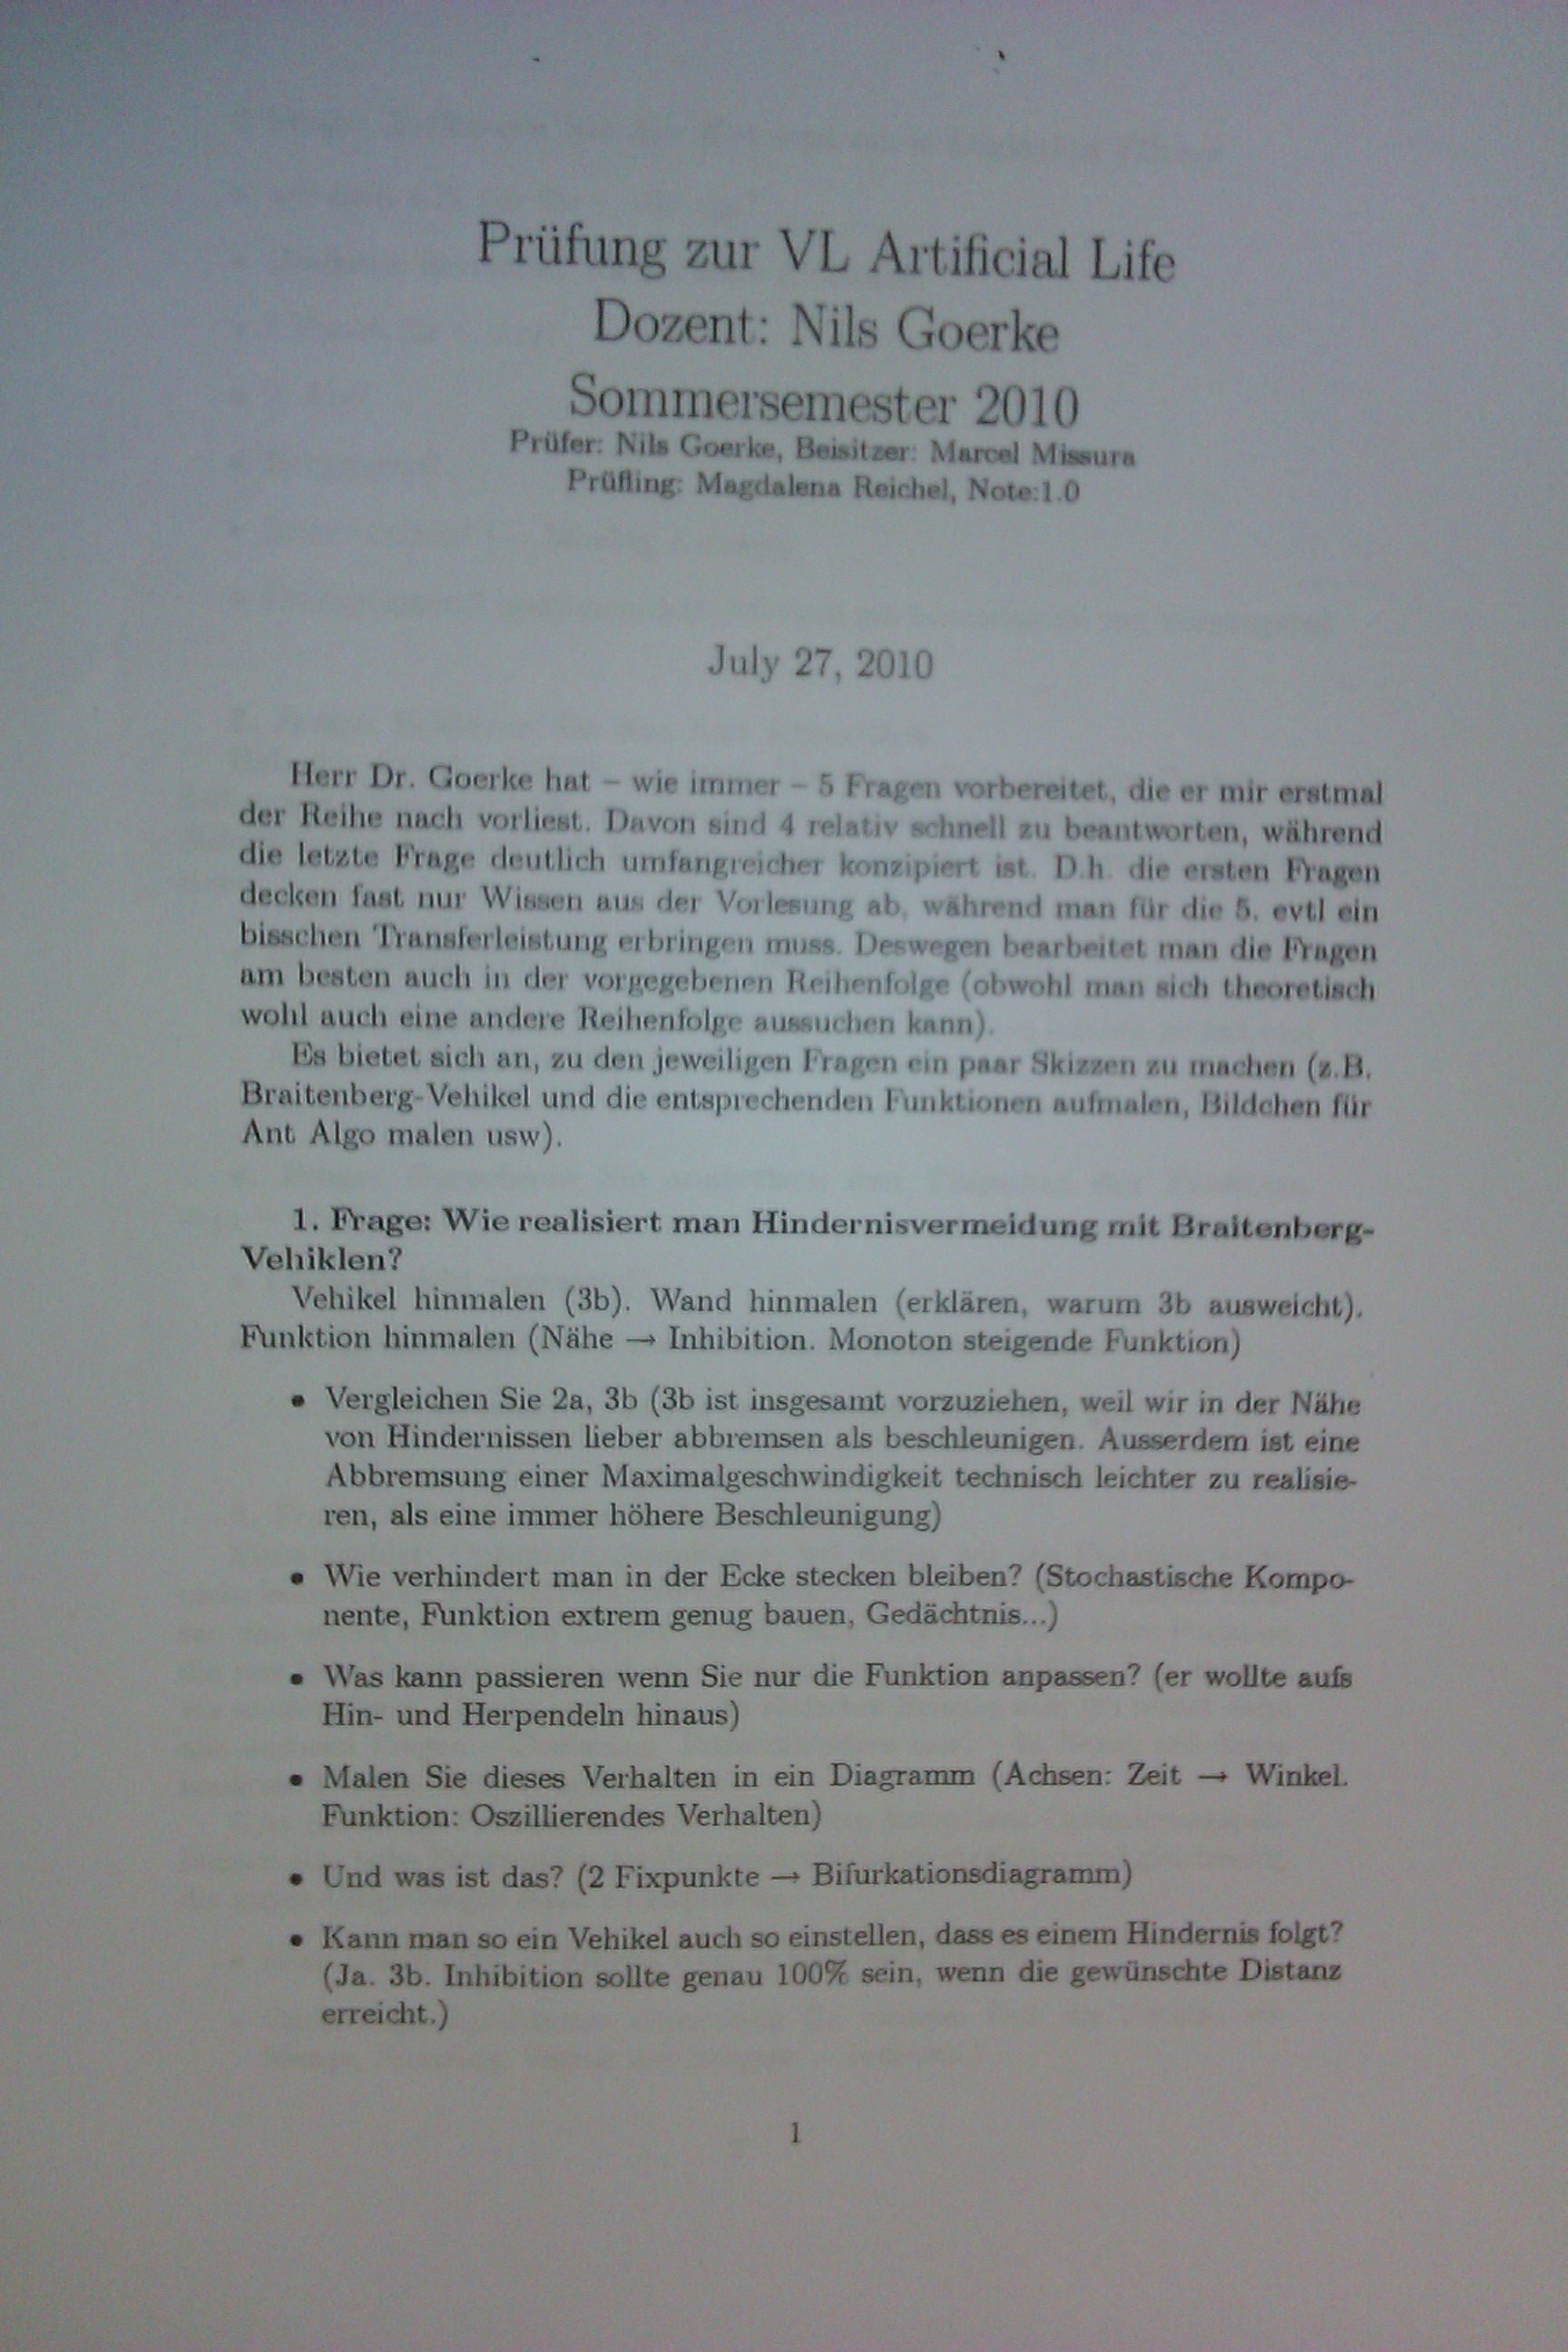 Prüfung zur VL Artificial Life
Dozent: Nils Goerke
Sommersemester 2010
Prüfer: Nils Goerke, Beisitzer: Marcel Missura
Prüfling: Magdalena Reichel, Note:1.0
July 27, 2010
Herr Dr. Goerke hat – wie immer – 5 Fragen vorbereitet, die er mir erstmal
der Reihe nach vorliest. Davon sind 4 relativ schnell zu beantworten, während
die letzte Frage deutlich umfangreicher konzipiert ist. D.h. die ersten Fragen
decken fast nur Wissen aus der Vorlesung ab, während man für die 5. evtl ein
bisschen Transferleistung erbringen muss. Deswegen bearbeitet man die Fragen
am besten auch in der vorgegebenen Reihenfolge (obwohl man sich theoretisch
wohl auch eine andere Reihenfolge aussuchen kann).
Es bietet sich an, zu den jeweiligen Fragen ein paar Skizzen zu machen (z.B.
Braitenberg-Vehikel und die entsprechenden Funktionen aufmalen, Bildchen für
Ant Algo malen usw).
1. Frage: Wie realisiert man Hindernisvermeidung mit Braitenberg-
Vehiklen?
Vehikel hinmalen (3b). Wand hinmalen (erklären, warum 3b ausweicht).
Funktion hinmalen (Nähe → Inhibition. Monoton steigende Funktion)
• Vergleichen Sie 2a, 3b (3b ist insgesamt vorzuziehen, weil wir in der Nähe
von Hindernissen lieber abbremsen als beschleunigen. Ausserdem ist eine
Abbremsung einer Maximalgeschwindigkeit technisch leichter zu realisie-
ren, als eine immer höhere Beschleunigung)
• Wie verhindert man in der Ecke stecken bleiben? (Stochastische Kompo-
nente, Funktion extrem genug bauen, Gedächtnis...)
• Was kann passieren wenn Sie nur die Funktion anpassen? (er wollte aufs
Hin- und Herpendeln hinaus)
• Malen Sie dieses Verhalten in ein Diagramm (Achsen: Zeit → Winkel.
Funktion: Oszillierendes Verhalten)
• Und was ist das? (2 Fixpunkte → Bifurkationsdiagramm)
• Kann man so ein Vehikel auch so einstellen, dass es einem Hindernis folgt?
(Ja. 3b. Inhibition sollte genau 100% sein, wenn die gewünschte Distanz
erreicht.)
1